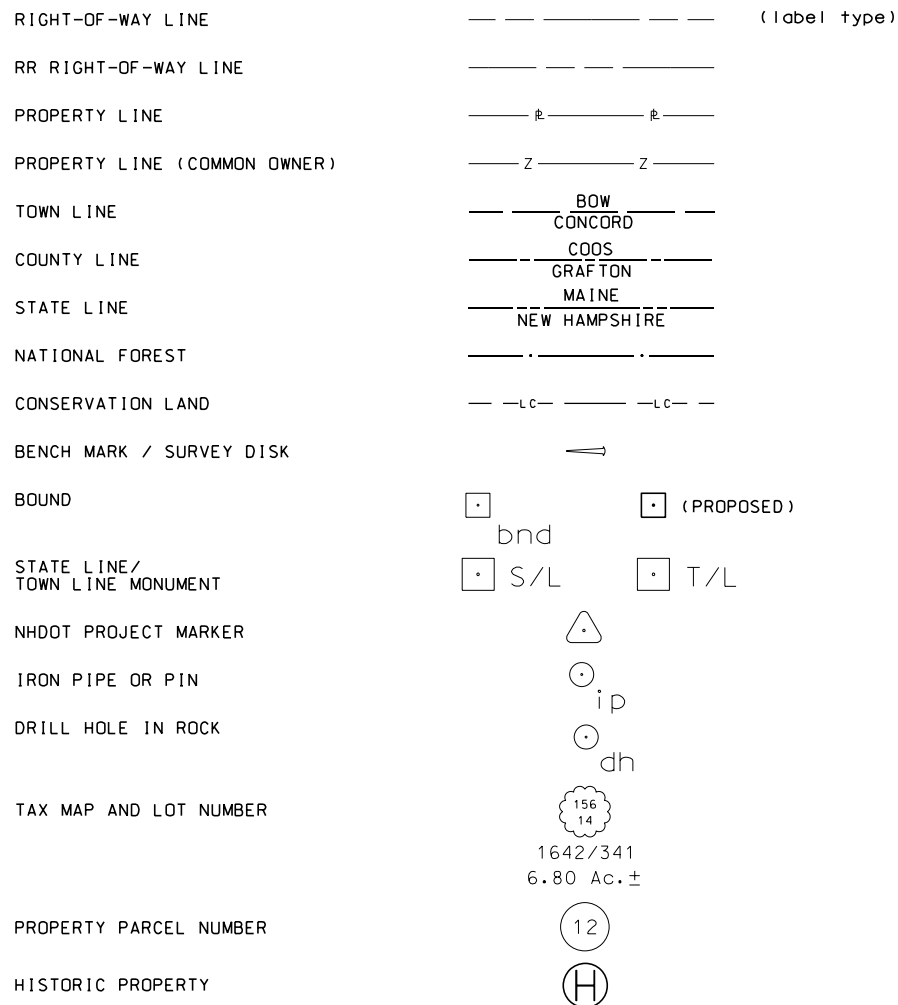 RIGHT-OF-WAY LINE (label type)
RR RIGHT-OF-WAY LINE
PROPERTY LINE ℄ ℄
PROPERTY LINE (COMMON OWNER) Z Z
TOWN LINE BOW
CONCORD
COUNTY LINE COOS
GRAFTON
STATE LINE MAINE
NEW HAMPSHIRE
NATIONAL FOREST
CONSERVATION LAND LC LC
BENCH MARK / SURVEY DISK
BOUND (PROPOSED)
bnd
STATE LINE/
TOWN LINE MONUMENT S/L T/L
NHDOT PROJECT MARKER
IRON PIPE OR PIN
ip
DRILL HOLE IN ROCK
dh
TAX MAP AND LOT NUMBER 156
14
1642/341
6.80 Ac.±
PROPERTY PARCEL NUMBER 12
HISTORIC PROPERTY H